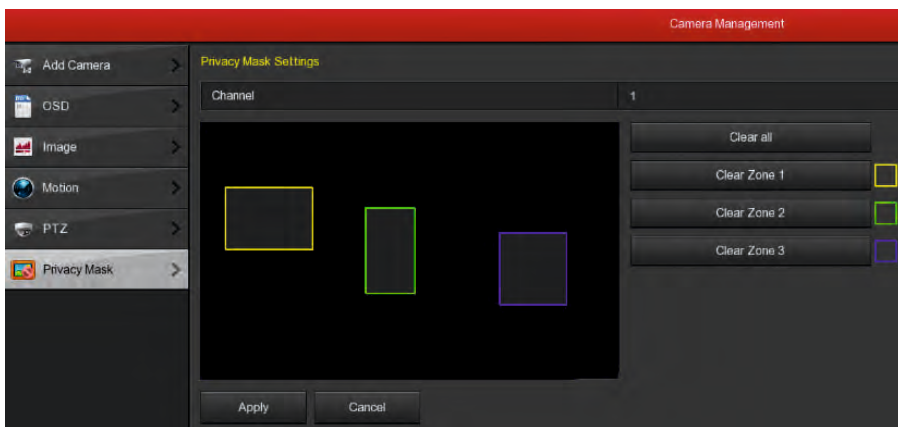 Camera Management
Add Camera
OSD
Image
Motion
PTZ
Privacy Mask
Privacy Mask Settings
Channel 1
Clear all
Clear Zone 1
Clear Zone 2
Clear Zone 3
Apply Cancel